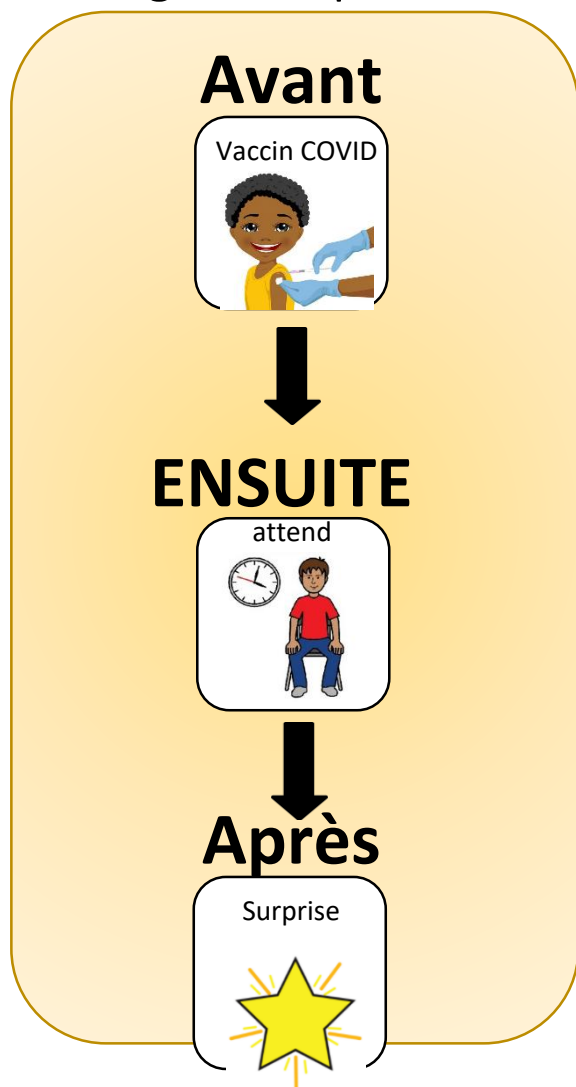 Avant
Vaccin COVID
ENSUITE
attend
Après
Surprise